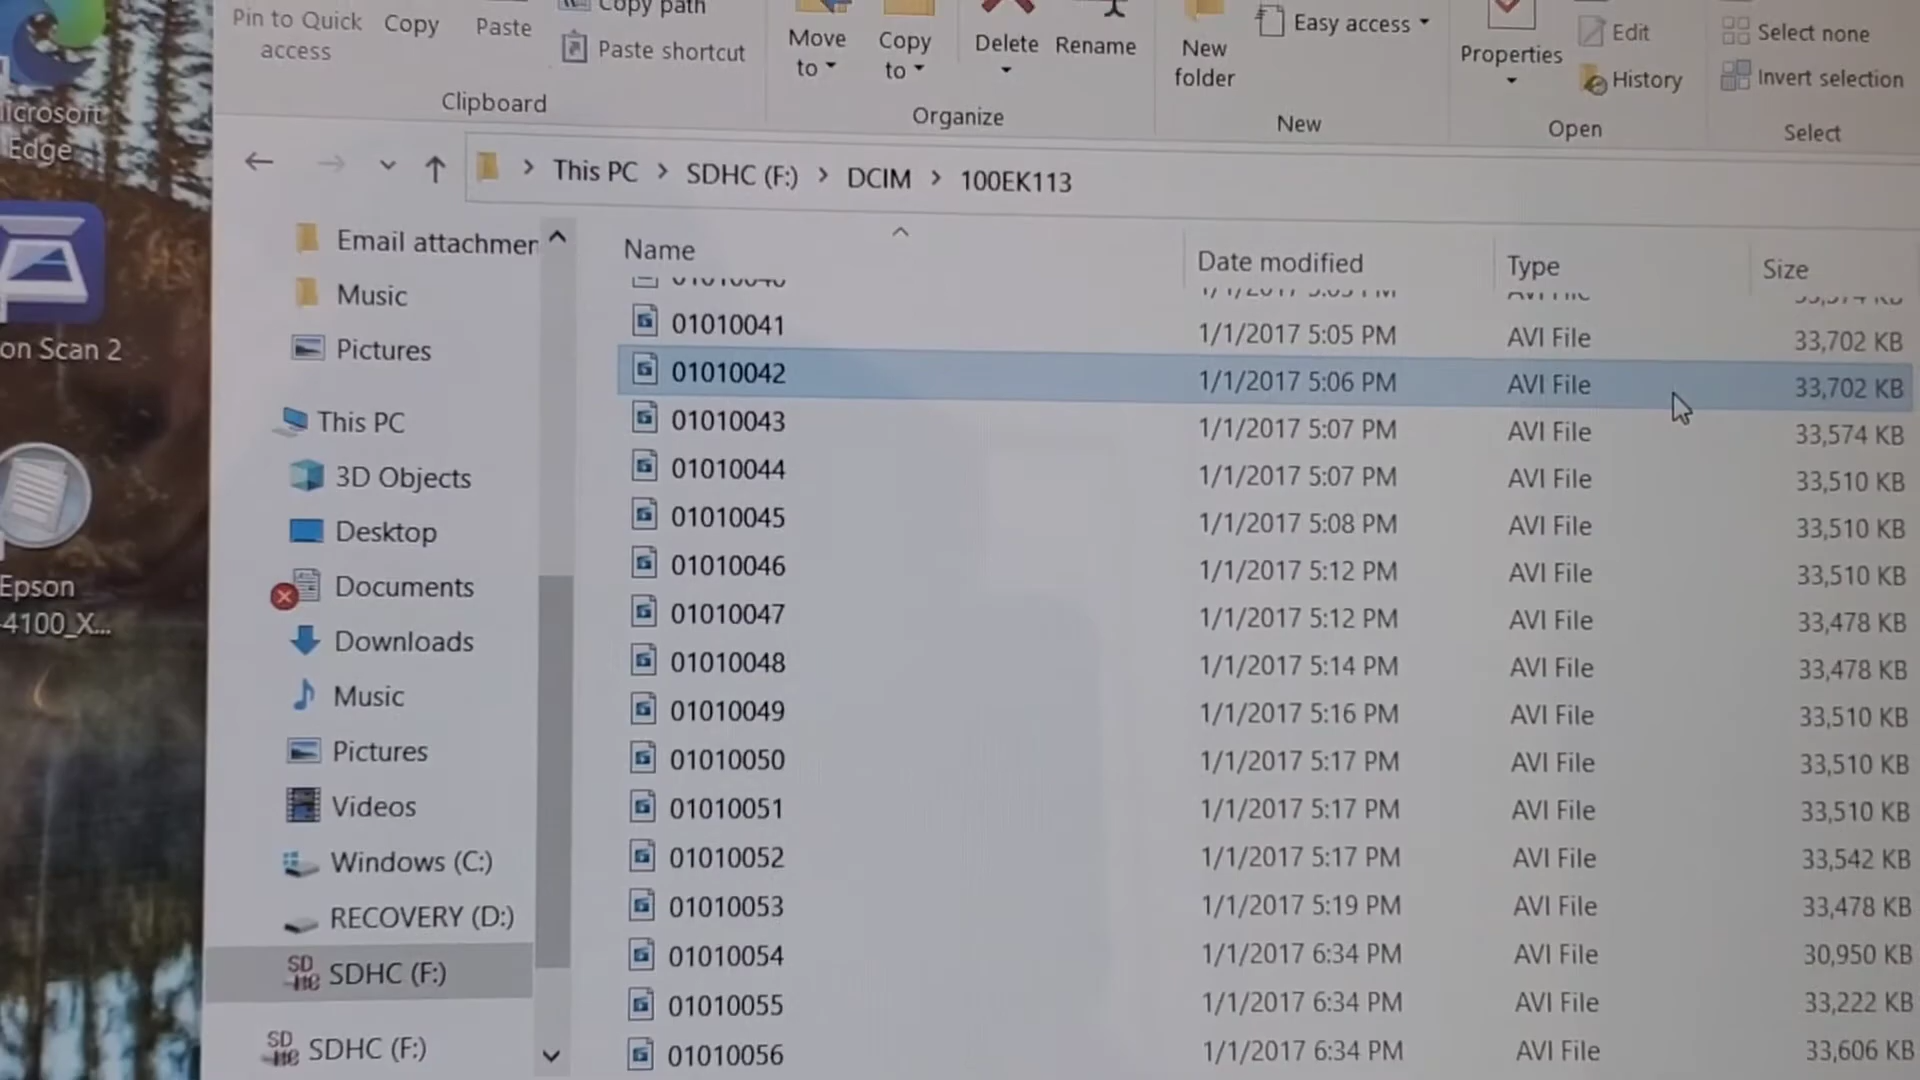 Pin to Quick
access
Copy
Paste
Copy path
Paste shortcut
Clipboard
Move
to
Copy
to
Delete
Rename
Organize
New
folder
Easy access
New
Properties
Edit
History
Open
Select none
Invert selection
Select
This PC > SDHC (F:) > DCIM > 100EK113
Microsoft
Edge
on Scan 2
Epson
4100_X...
Email attachmen
Music
Pictures
This PC
3D Objects
Desktop
Documents
Downloads
Music
Pictures
Videos
Windows (C:)
RECOVERY (D:)
SDHC (F:)
SDHC (F:)
Name Date modified Type Size
01010041 1/1/2017 5:05 PM AVI File 33,702 KB
01010042 1/1/2017 5:06 PM AVI File 33,702 KB
01010043 1/1/2017 5:07 PM AVI File 33,574 KB
01010044 1/1/2017 5:07 PM AVI File 33,510 KB
01010045 1/1/2017 5:08 PM AVI File 33,510 KB
01010046 1/1/2017 5:12 PM AVI File 33,510 KB
01010047 1/1/2017 5:12 PM AVI File 33,478 KB
01010048 1/1/2017 5:14 PM AVI File 33,478 KB
01010049 1/1/2017 5:16 PM AVI File 33,510 KB
01010050 1/1/2017 5:17 PM AVI File 33,510 KB
01010051 1/1/2017 5:17 PM AVI File 33,510 KB
01010052 1/1/2017 5:17 PM AVI File 33,542 KB
01010053 1/1/2017 5:19 PM AVI File 33,478 KB
01010054 1/1/2017 6:34 PM AVI File 30,950 KB
01010055 1/1/2017 6:34 PM AVI File 33,222 KB
01010056 1/1/2017 6:34 PM AVI File 33,606 KB